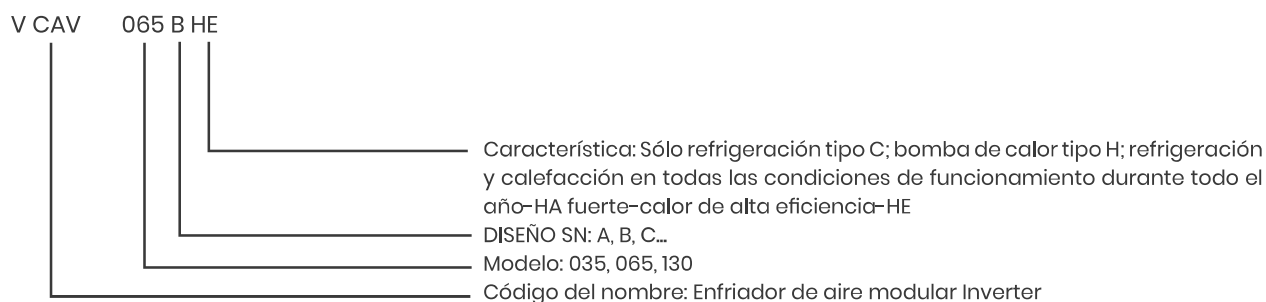 V CAV 065 B HE
Característica: Sólo refrigeración tipo C; bomba de calor tipo H; refrigeración
y calefacción en todas las condiciones de funcionamiento durante todo el
año-HA fuerte-calor de alta eficiencia-HE
DISEÑO SN: A, B, C...
Modelo: 035, 065, 130
Código del nombre: Enfriador de aire modular Inverter